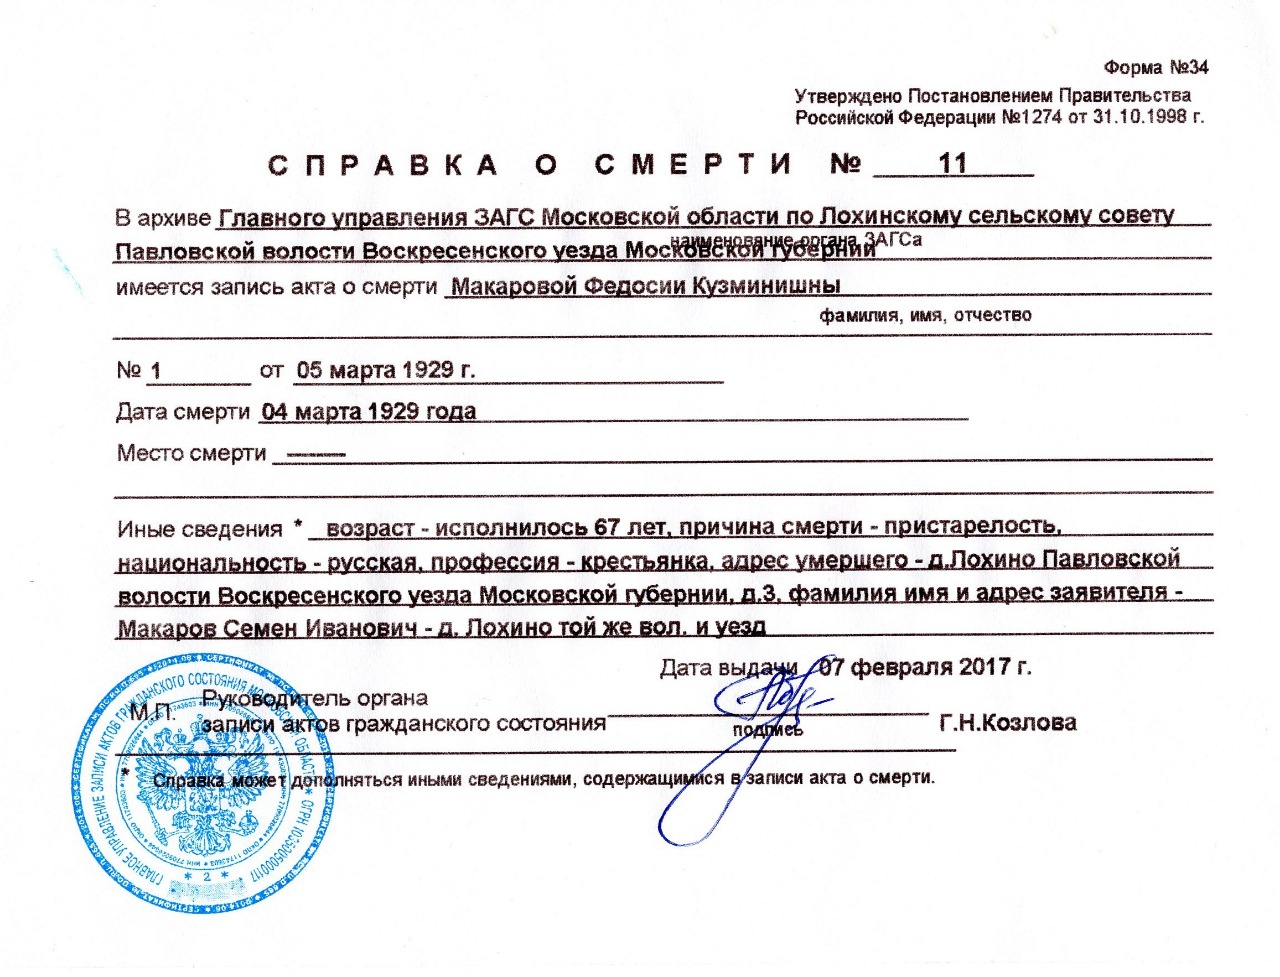 Форма №34
Утверждено Постановлением Правительства
Российской Федерации №1274 от 31.10.1998 г.
СПРАВКА О СМЕРТИ № 11
В архиве Главного управления ЗАГС Московской области по Лохинскому сельскому совету
наименование органа ЗАГСа
Павловской волости Воскресенского уезда Московской губернии
имеется запись акта о смерти Макаровой Федосии Кузминишны
фамилия, имя, отчество
№ 1 от 05 марта 1929 г.
Дата смерти 04 марта 1929 года
Место смерти ———
Иные сведения * возраст - исполнилось 67 лет, причина смерти - пристарелость,
национальность - русская, профессия - крестьянка, адрес умершего - д.Лохино Павловской
волости Воскресенского уезда Московской губернии, д.3, фамилия имя и адрес заявителя -
Макаров Семен Иванович - д. Лохино той же вол. и уезд
Дата выдачи 07 февраля 2017 г.
М.П. Руководитель органа
записи актов гражданского состояния Г.Н.Козлова
подпись
* Справка может дополняться иными сведениями, содержащимися в записи акта о смерти.
ГЛАВНОЕ УПРАВЛЕНИЕ ЗАПИСИ АКТОВ ГРАЖДАНСКОГО СОСТОЯНИЯ МОСКОВСКОЙ ОБЛАСТИ * ОГРН
* 2 *